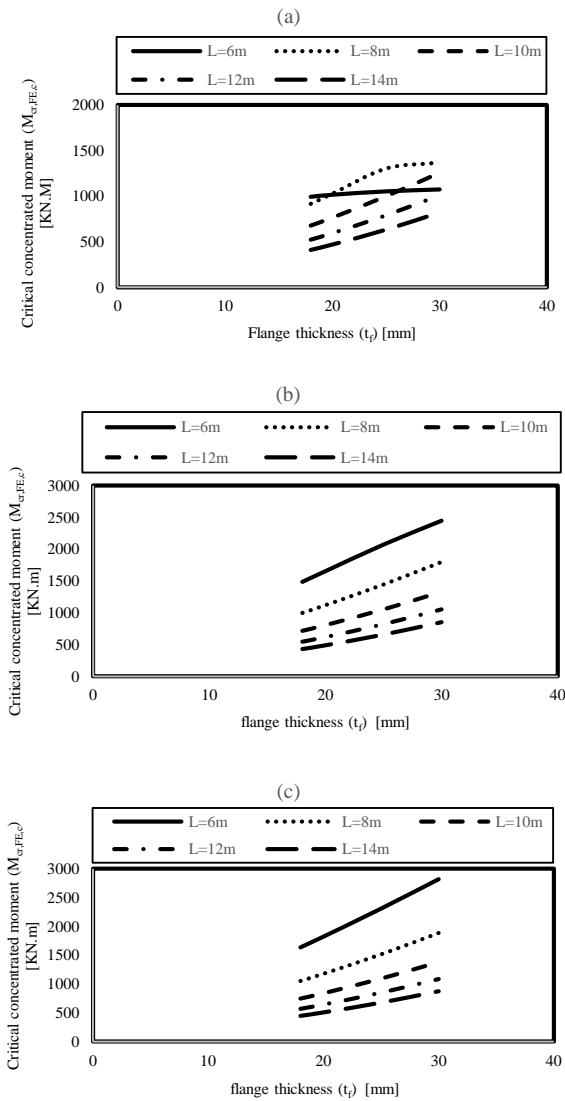 (a)
L=6m L=8m L=10m
L=12m L=14m
Critical concentrated moment (Mcr,FE,c)
[KN.M]
2000
1500
1000
500
0
0 10 20 30 40
Flange thickness (tf) [mm]
(b)
L=6m L=8m L=10m
L=12m L=14m
Critical concentrated moment (Mcr,FE,c)
[KN.m]
3000
2500
2000
1500
1000
500
0
0 10 20 30 40
flange thickness (tf) [mm]
(c)
L=6m L=8m L=10m
L=12m L=14m
Critical concentrated moment (Mcr,FE,c)
[KN.m]
3000
2500
2000
1500
1000
500
0
0 10 20 30 40
flange thickness (tf) [mm]